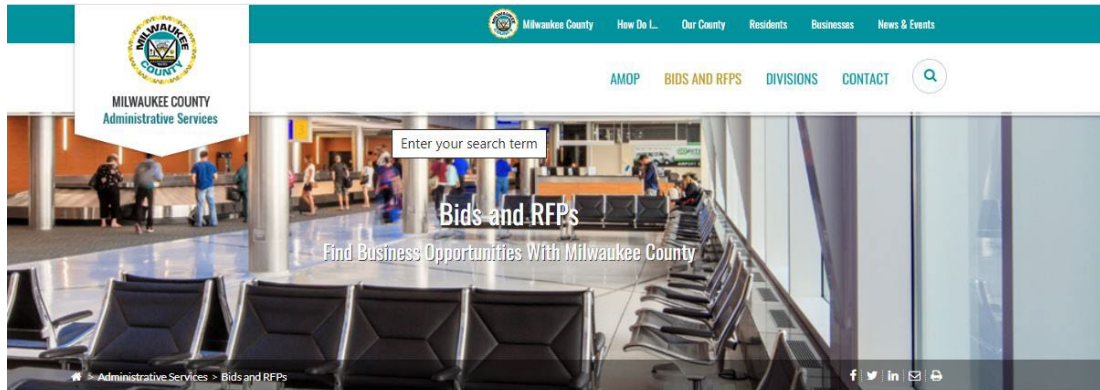 Milwaukee County How Do I... Our County Residents Businesses News & Events
MILWAUKEE
COUNTY
MILWAUKEE COUNTY
Administrative Services
AMOP BIDS AND RFPS DIVISIONS CONTACT
Enter your search term
Bids and RFPs
Find Business Opportunities With Milwaukee County
> Administrative Services > Bids and RFPs